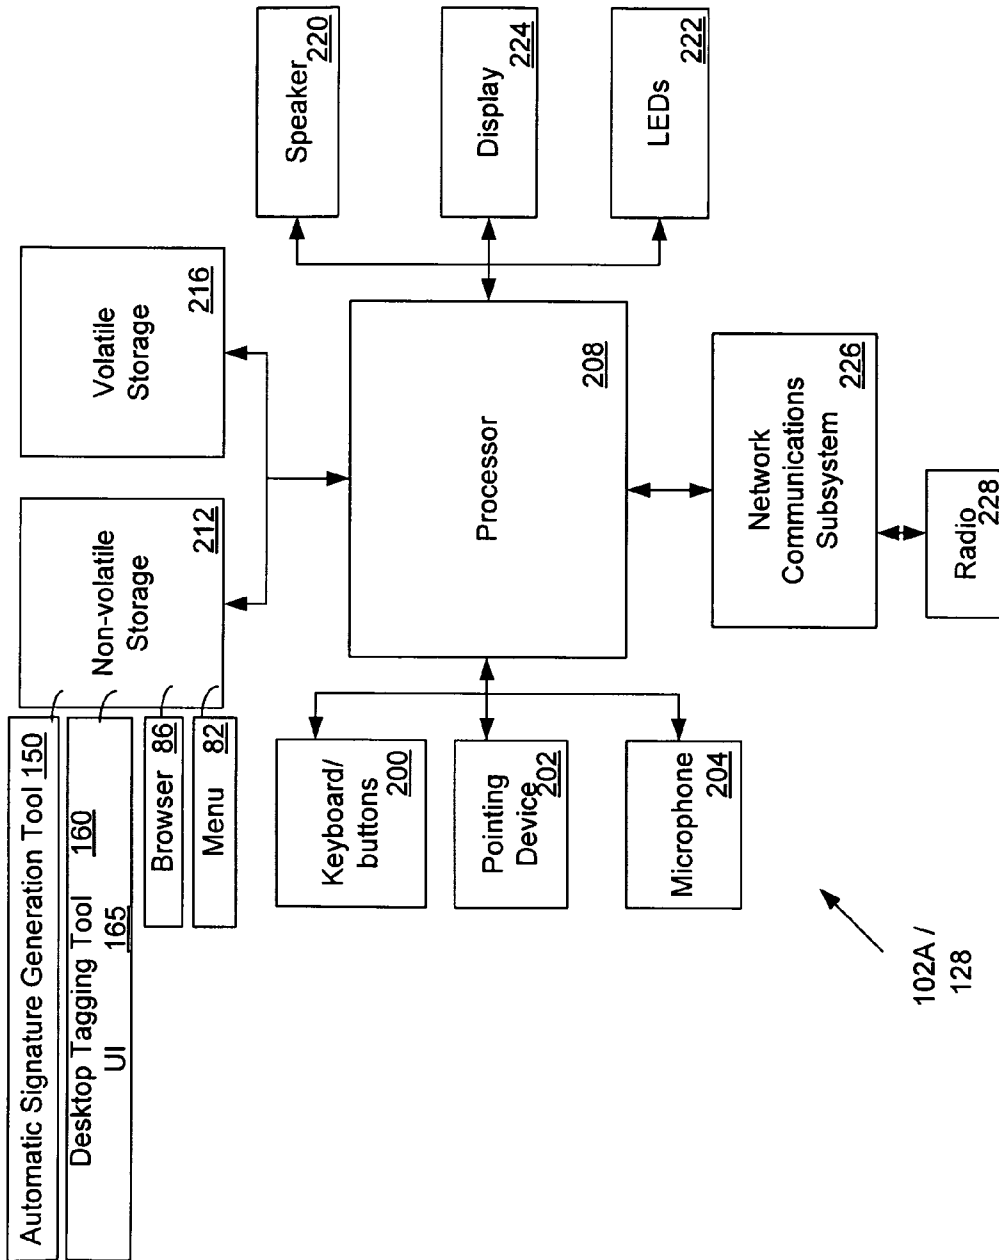 Automatic Signature Generation Tool 150
Desktop Tagging Tool 160
UI 165
Browser 86
Menu 82
Non-volatile
Storage
212
Volatile
Storage
216
Keyboard/
buttons
200
Pointing
Device
202
Microphone
204
Processor
208
Speaker
220
Display
224
LEDs
222
Network
Communications
Subsystem
226
Radio
228
102A /
128